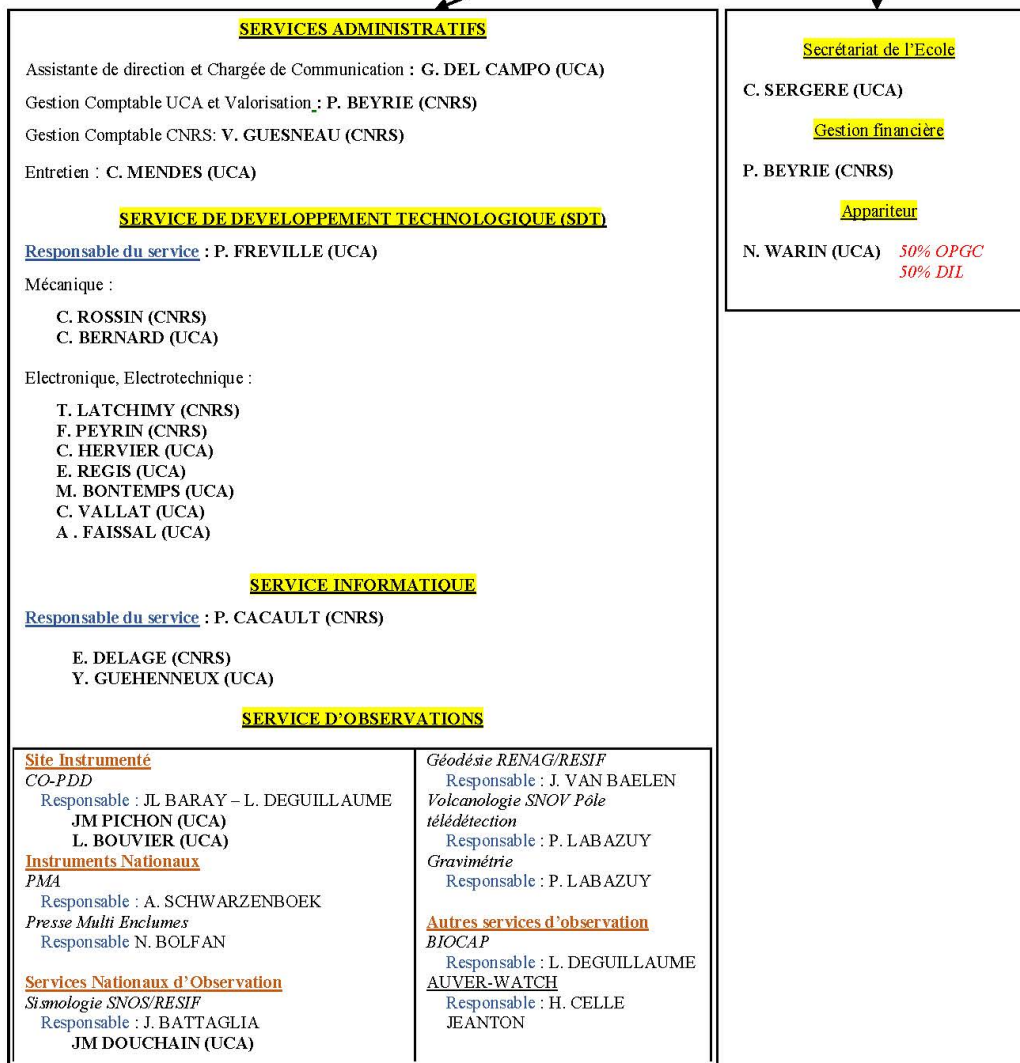 SERVICES ADMINISTRATIFS
Assistante de direction et Chargée de Communication : G. DEL CAMPO (UCA)
Gestion Comptable UCA et Valorisation : P. BEYRIE (CNRS)
Gestion Comptable CNRS: V. GUESNEAU (CNRS)
Entretien : C. MENDES (UCA)
SERVICE DE DEVELOPPEMENT TECHNOLOGIQUE (SDT)
Responsable du service : P. FREVILLE (UCA)
Mécanique :
C. ROSSIN (CNRS)
C. BERNARD (UCA)
Electronique, Electrotechnique :
T. LATCHIMY (CNRS)
F. PEYRIN (CNRS)
C. HERVIER (UCA)
E. REGIS (UCA)
M. BONTEMPS (UCA)
C. VALLAT (UCA)
A . FAISSAL (UCA)
SERVICE INFORMATIQUE
Responsable du service : P. CACAULT (CNRS)
E. DELAGE (CNRS)
Y. GUEHENNEUX (UCA)
SERVICE D'OBSERVATIONS
Site Instrumenté
CO-PDD
Responsable : JL BARAY – L. DEGUILLAUME
JM PICHON (UCA)
L. BOUVIER (UCA)
Instruments Nationaux
PMA
Responsable : A. SCHWARZENBOEK
Presse Multi Enclumes
Responsable N. BOLFAN
Services Nationaux d'Observation
Sismologie SNOS/RESIF
Responsable : J. BATTAGLIA
JM DOUCHAIN (UCA)
Géodésie RENAG/RESIF
Responsable : J. VAN BAELEN
Volcanologie SNOV Pôle
télédétection
Responsable : P. LABAZUY
Gravimétrie
Responsable : P. LABAZUY
Autres services d'observation
BIOCAP
Responsable : L. DEGUILLAUME
AUVER-WATCH
Responsable : H. CELLE
JEANTON
Secrétariat de l'Ecole
C. SERGERE (UCA)
Gestion financière
P. BEYRIE (CNRS)
Appariteur
N. WARIN (UCA) 50% OPGC
50% DIL